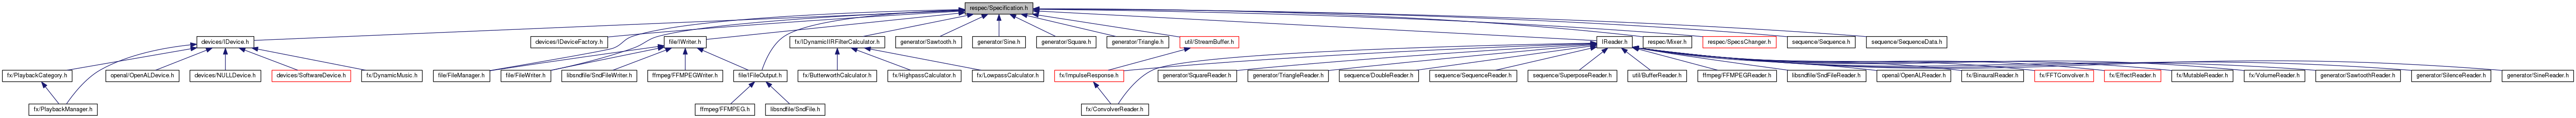 respec/Specification.h
devices/IDevice.h
devices/IDeviceFactory.h
file/IWriter.h
fx/IDynamicIIRFilterCalculator.h
generator/Sawtooth.h
generator/Sine.h
generator/Square.h
generator/Triangle.h
util/StreamBuffer.h
IReader.h
respec/Mixer.h
respec/SpecsChanger.h
sequence/Sequence.h
sequence/SequenceData.h
fx/PlaybackCategory.h
openal/OpenALDevice.h
devices/NULLDevice.h
devices/SoftwareDevice.h
fx/DynamicMusic.h
file/FileManager.h
file/FileWriter.h
libsndfile/SndFileWriter.h
ffmpeg/FFMPEGWriter.h
file/IFileOutput.h
fx/ButterworthCalculator.h
fx/HighpassCalculator.h
fx/LowpassCalculator.h
fx/ImpulseResponse.h
generator/SquareReader.h
generator/TriangleReader.h
sequence/DoubleReader.h
sequence/SequenceReader.h
sequence/SuperposeReader.h
util/BufferReader.h
ffmpeg/FFMPEGReader.h
libsndfile/SndFileReader.h
openal/OpenALReader.h
fx/BinauralReader.h
fx/FFTConvolver.h
fx/EffectReader.h
fx/MutableReader.h
fx/VolumeReader.h
generator/SawtoothReader.h
generator/SilenceReader.h
generator/SineReader.h
fx/PlaybackManager.h
ffmpeg/FFMPEG.h
libsndfile/SndFile.h
fx/ConvolverReader.h